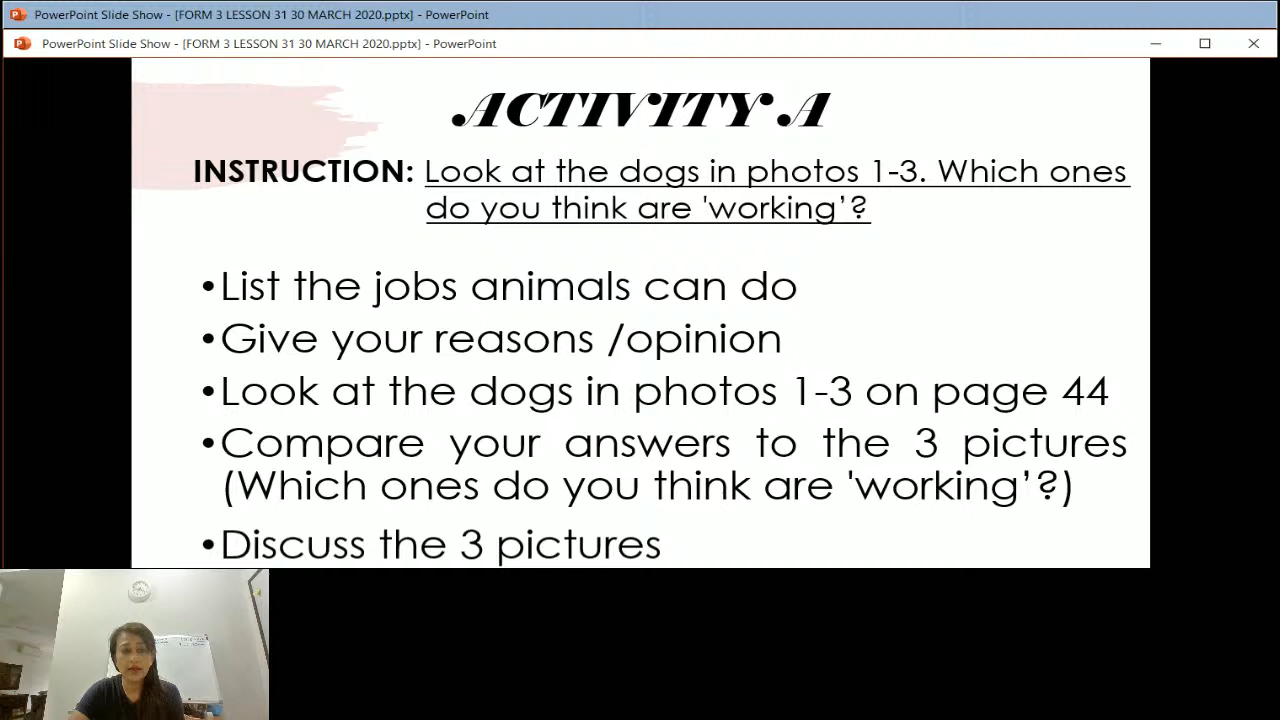 PowerPoint Slide Show - [FORM 3 LESSON 31 30 MARCH 2020.pptx] - PowerPoint
PowerPoint Slide Show - [FORM 3 LESSON 31 30 MARCH 2020.pptx] - PowerPoint
ACTIVITY A
INSTRUCTION: Look at the dogs in photos 1-3. Which ones
do you think are 'working’?
•List the jobs animals can do
•Give your reasons /opinion
•Look at the dogs in photos 1-3 on page 44
•Compare your answers to the 3 pictures
(Which ones do you think are 'working’?)
•Discuss the 3 pictures